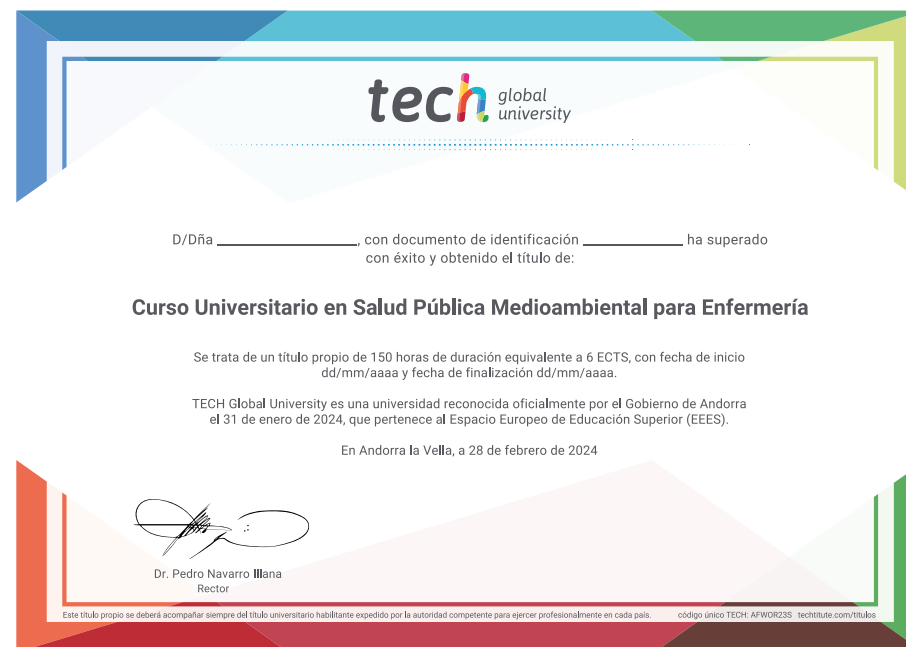 tech global
university
D/Dña ______________, con documento de identificación __________ ha superado
con éxito y obtenido el título de:
Curso Universitario en Salud Pública Medioambiental para Enfermería
Se trata de un título propio de 150 horas de duración equivalente a 6 ECTS, con fecha de inicio
dd/mm/aaaa y fecha de finalización dd/mm/aaaa.
TECH Global University es una universidad reconocida oficialmente por el Gobierno de Andorra
el 31 de enero de 2024, que pertenece al Espacio Europeo de Educación Superior (EEES).
En Andorra la Vella, a 28 de febrero de 2024
Dr. Pedro Navarro Illana
Rector
Este título propio se deberá acompañar siempre del título universitario habilitante expedido por la autoridad competente para ejercer profesionalmente en cada país. código único TECH: AFWOR23S techtitute.com/titulos